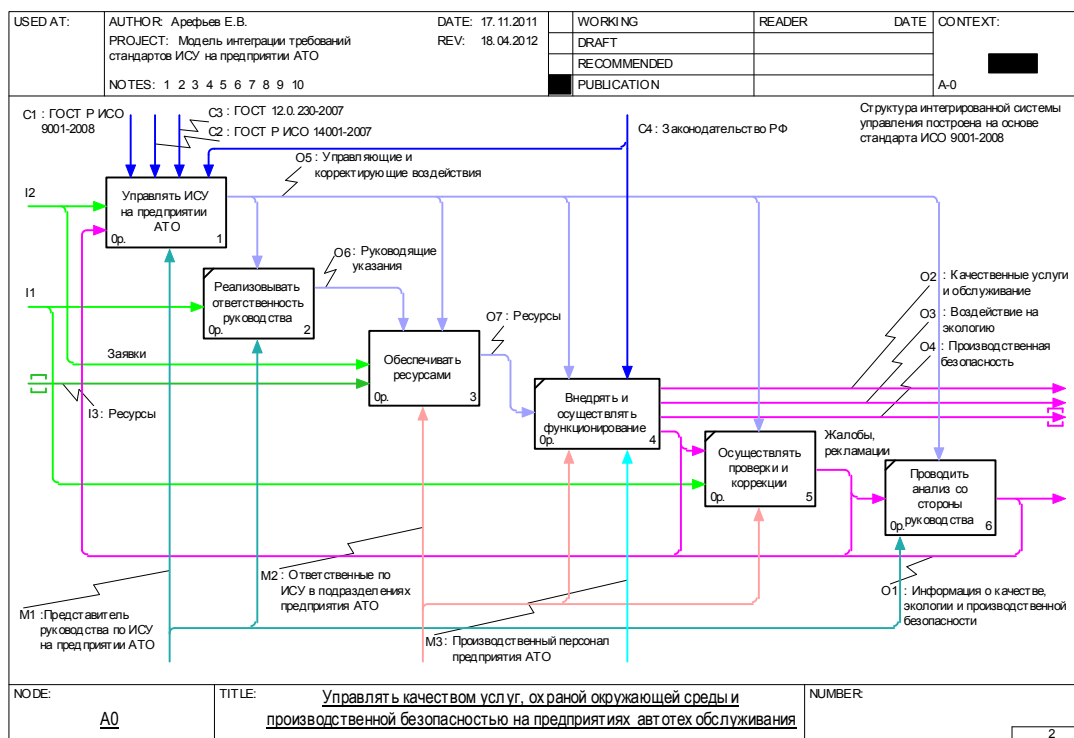 USED AT:
AUTHOR: Арефьев Е.В.
DATE: 17.11.2011
PROJECT: Модель интеграции требований
стандартов ИСУ на предприятии АТО
REV: 18.04.2012
NOTES: 1 2 3 4 5 6 7 8 9 10
WORKING
DRAFT
RECOMMENDED
PUBLICATION
READER
DATE
CONTEXT:
A-0
C1 : ГОСТ Р ИСО
9001-2008
C3 : ГОСТ 12.0.230-2007
C2 : ГОСТ Р ИСО 14001-2007
C4 : Законодательство РФ
Структура интегрированной системы
управления построена на основе
стандарта ИСО 9001-2008
O5 : Управляющие и
корректирующие воздействия
I2
Управлять ИСУ
на предприятии
АТО
0р.
1
O6 : Руководящие
указания
I1
Реализовывать
ответственность
руководства
0р.
2
O7 : Ресурсы
Заявки
Обеспечивать
ресурсами
0р.
3
I3: Ресурсы
O2 : Качественные услуги
и обслуживание
O3 : Воздействие на
экологию
O4 : Производственная
безопасность
Внедрять и
осуществлять
функционирование
0р.
4
Жалобы,
рекламации
Осуществлять
проверки и
коррекции
0р.
5
Проводить
анализ со
стороны
руководства
0р.
6
M2 : Ответственные по
ИСУ в подразделениях
предприятия АТО
M1 :Представитель
руководства по ИСУ
на предприятии АТО
M3 : Производственный персонал
предприятия АТО
O1 : Информация о качестве,
экологии и производственной
безопасности
NODE:
A0
TITLE:
Управлять качеством услуг, охраной окружающей среды и
производственной безопасностью на предприятиях автотехобслуживания
NUMBER:
2